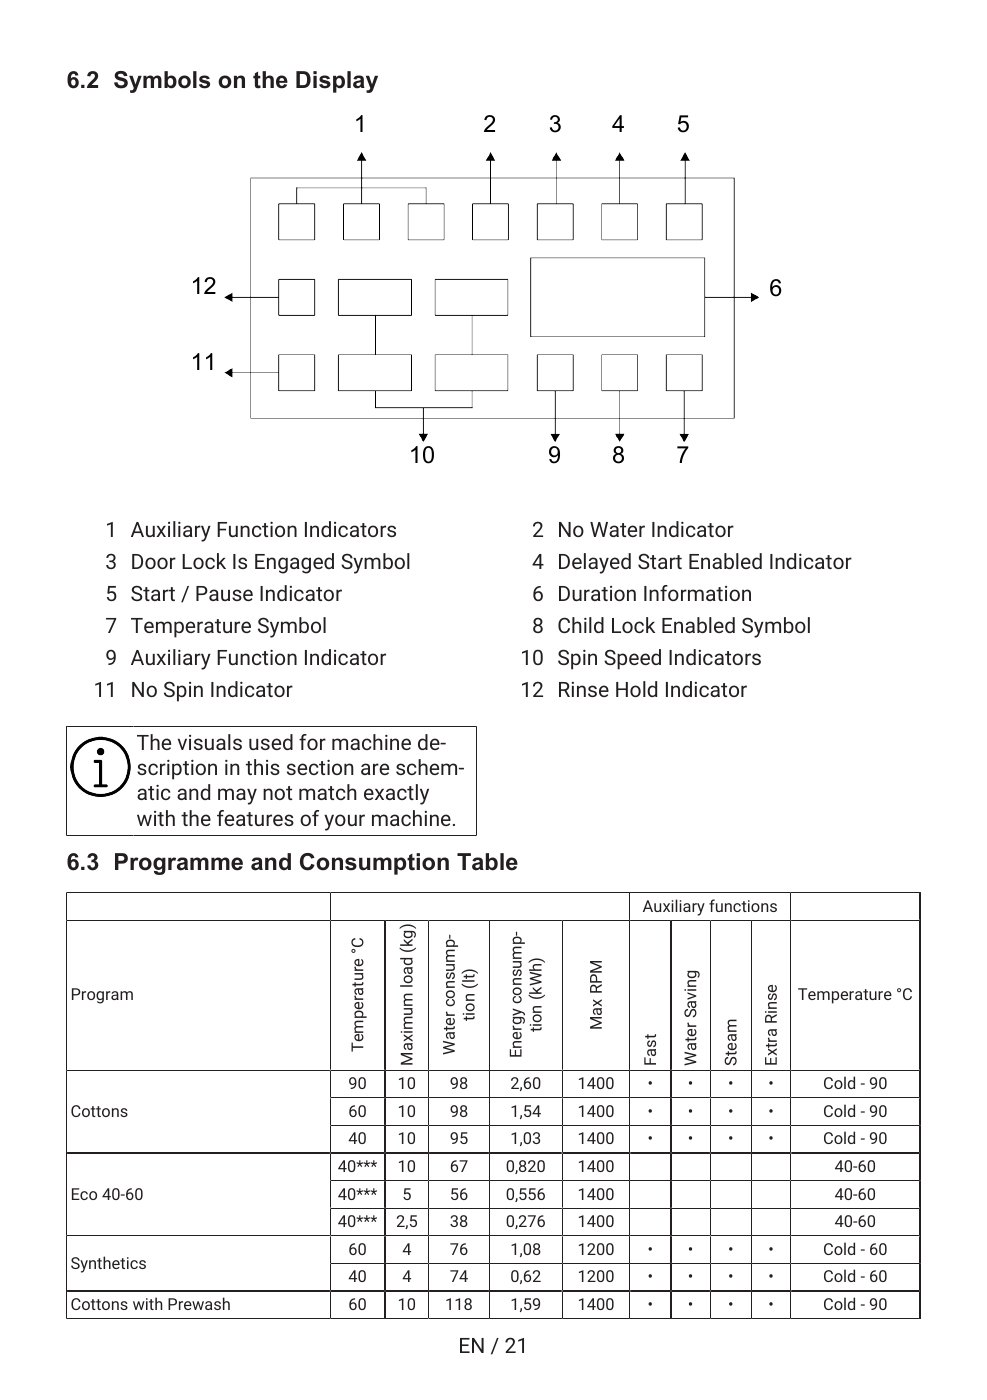 6.2 Symbols on the Display
1 2 3 4 5
12
6
11
10 9 8 7
1 Auxiliary Function Indicators
2 No Water Indicator
3 Door Lock Is Engaged Symbol
4 Delayed Start Enabled Indicator
5 Start / Pause Indicator
6 Duration Information
7 Temperature Symbol
8 Child Lock Enabled Symbol
9 Auxiliary Function Indicator
10 Spin Speed Indicators
11 No Spin Indicator
12 Rinse Hold Indicator
The visuals used for machine de-
scription in this section are schem-
atic and may not match exactly
with the features of your machine.
6.3 Programme and Consumption Table
Auxiliary functions
Program
Temperature °C
Maximum load (kg)
Water consump-
tion (lt)
Energy consump-
tion (kWh)
Max RPM
Fast
Water Saving
Steam
Extra Rinse
Temperature °C
Cottons
90 10 98 2,60 1400 • • • • Cold - 90
60 10 98 1,54 1400 • • • • Cold - 90
40 10 95 1,03 1400 • • • • Cold - 90
Eco 40-60
40*** 10 67 0,820 1400 40-60
40*** 5 56 0,556 1400 40-60
40*** 2,5 38 0,276 1400 40-60
Synthetics
60 4 76 1,08 1200 • • • • Cold - 60
40 4 74 0,62 1200 • • • • Cold - 60
Cottons with Prewash 60 10 118 1,59 1400 • • • • Cold - 90
EN / 21